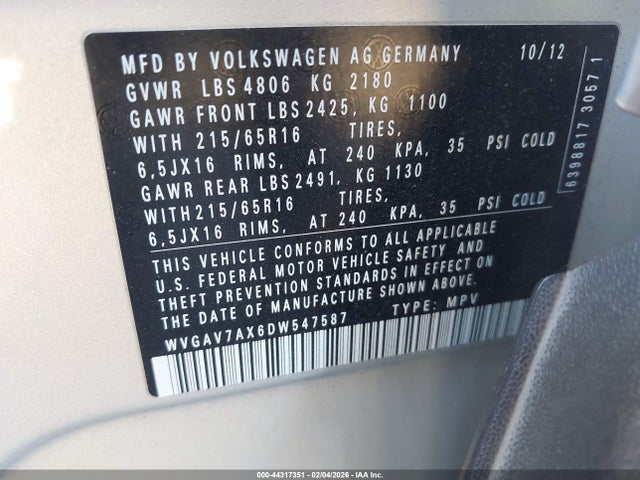 MFD BY VOLKSWAGEN AG GERMANY 10/12
GVWR LBS 4806 KG 2180
GAWR FRONT LBS 2425, KG 1100
WITH 215/65R16 TIRES,
6,5JX16 RIMS, AT 240 KPA, 35 PSI COLD
GAWR REAR LBS 2491, KG 1130
WITH 215/65R16 TIRES,
6,5JX16 RIMS, AT 240 KPA, 35 PSI COLD
THIS VEHICLE CONFORMS TO ALL APPLICABLE
U.S. FEDERAL MOTOR VEHICLE SAFETY AND
THEFT PREVENTION STANDARDS IN EFFECT ON
THE DATE OF MANUFACTURE SHOWN ABOVE.
WVGAV7AX6DW547587 TYPE: MPV
6398817 3057 1
000-44317351 - 02/04/2026 - IAA Inc.